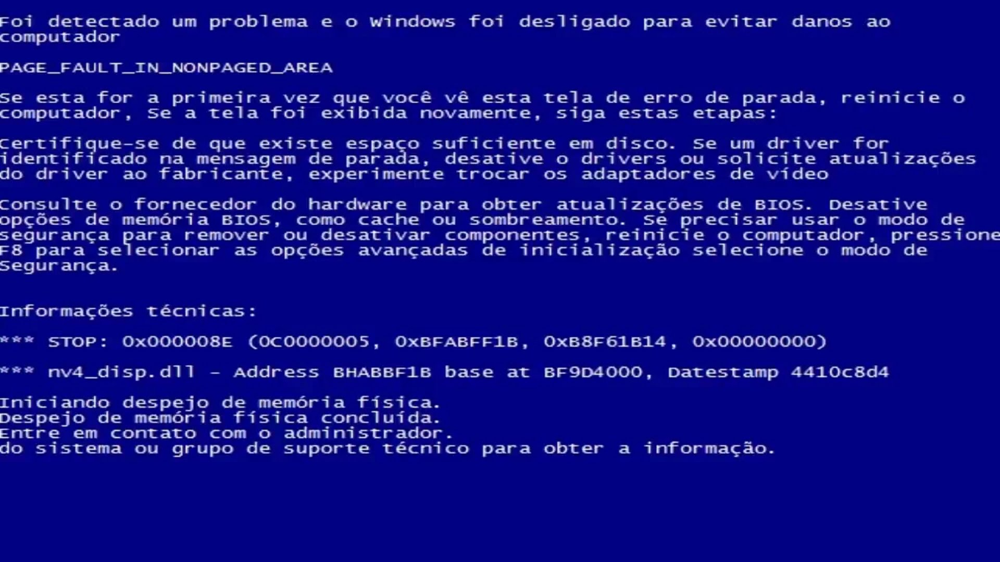 Foi detectado um problema e o Windows foi desligado para evitar danos ao
computador
PAGE_FAULT_IN_NONPAGED_AREA
Se esta for a primeira vez que você vê esta tela de erro de parada, reinicie o
computador, Se a tela foi exibida novamente, siga estas etapas:
Certifique-se de que existe espaço suficiente em disco. Se um driver for
identificado na mensagem de parada, desative o drivers ou solicite atualizações
do driver ao fabricante, experimente trocar os adaptadores de vídeo
Consulte o fornecedor do hardware para obter atualizações de BIOS. Desative
opções de memória BIOS, como cache ou sombreamento. Se precisar usar o modo de
segurança para remover ou desativar componentes, reinicie o computador, pressione
F8 para selecionar as opções avançadas de inicialização selecione o modo de
Segurança.
Informações técnicas:
*** STOP: 0x000008E (0C0000005, 0xBFABFF1B, 0xB8F61B14, 0x00000000)
*** nv4_disp.dll - Address BHABBF1B base at BF9D4000, Datestamp 4410c8d4
Iniciando despejo de memória física.
Despejo de memória física concluída.
Entre em contato com o administrador.
do sistema ou grupo de suporte técnico para obter a informação.